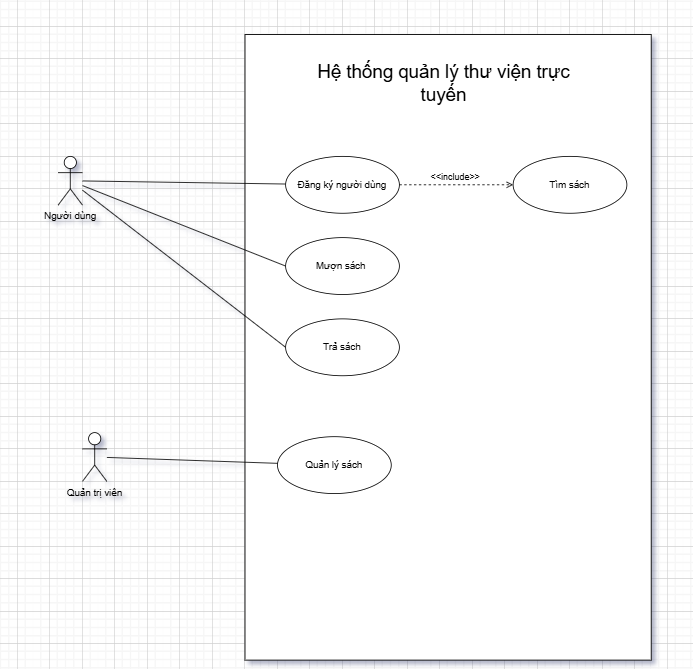 Hệ thống quản lý thư viện trực
tuyến
Đăng ký người dùng
<<include>>
Tìm sách
Người dùng
Mượn sách
Trả sách
Quản lý sách
Quản trị viên